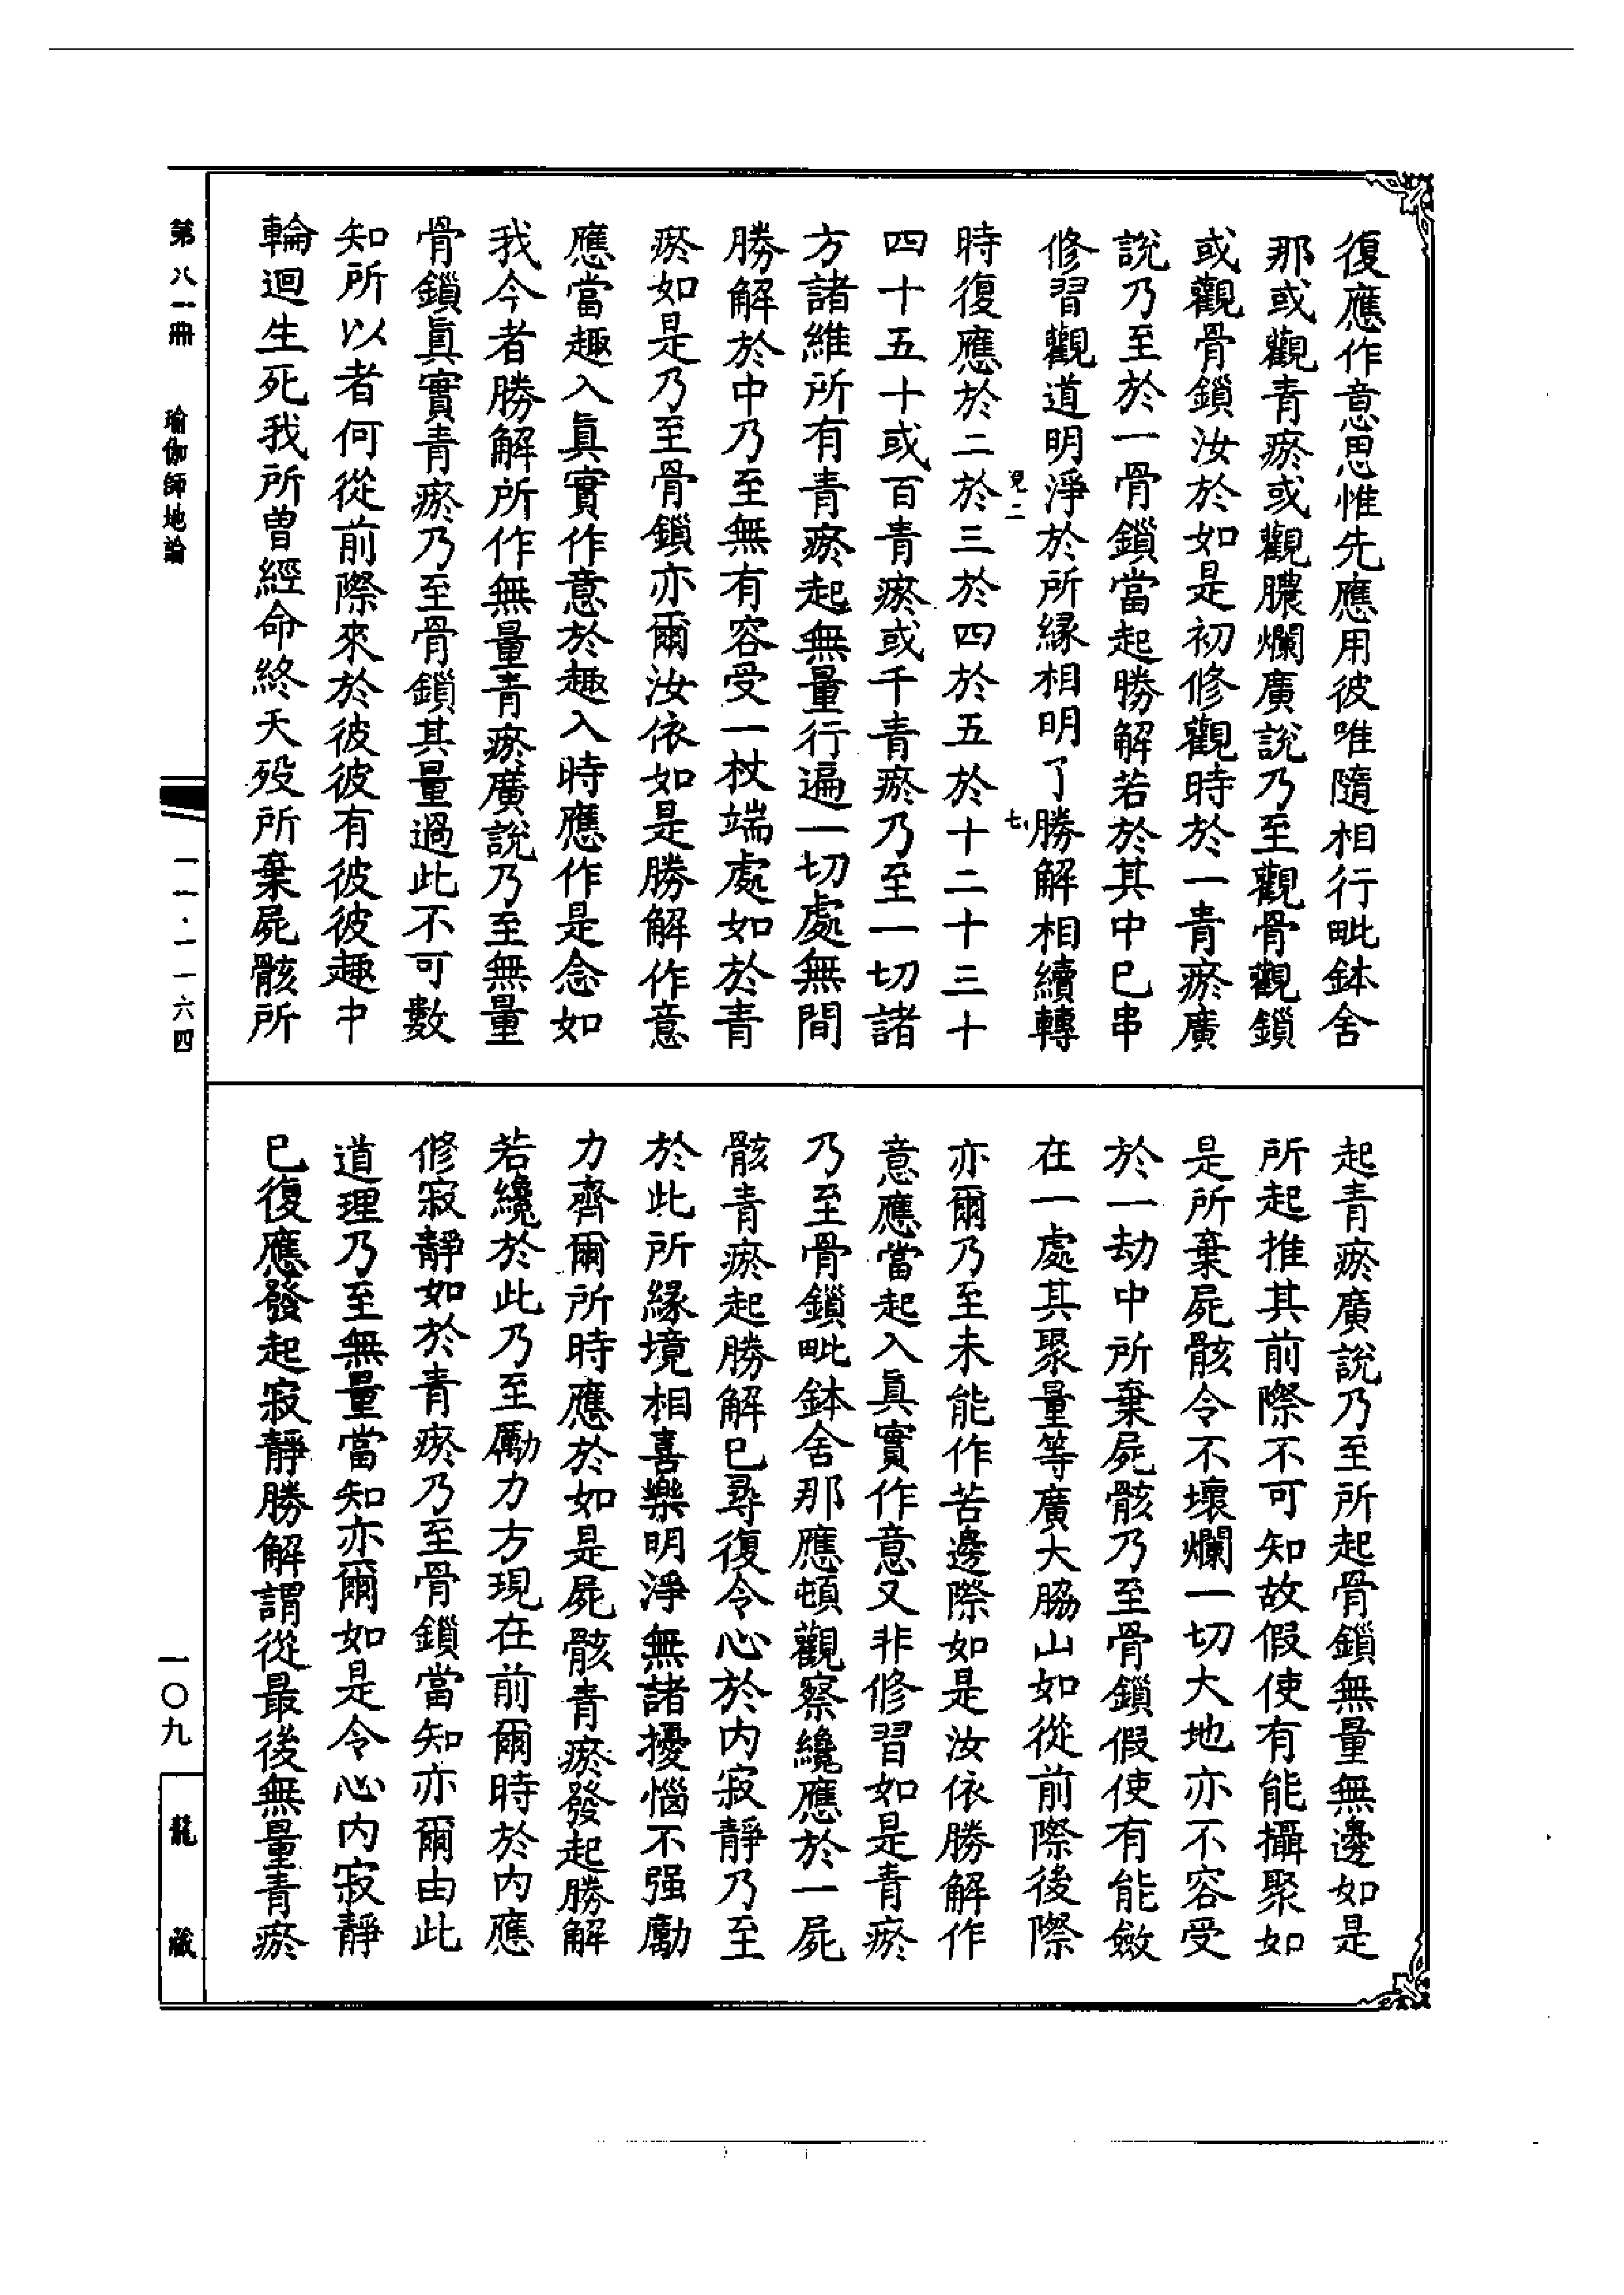 復應作意思惟先應用彼唯隨相行毗鉢舍
那或觀青瘀或觀膿爛廣說乃至觀骨觀鎖
或觀骨鎖汝於如是初修觀時於一青瘀廣
說乃至於一骨鎖當起勝解若於其中已串
修習觀道明淨於所緣相明了勝解相續轉
見二
七
時復應於二於三於四於五於十二十三十
四十五十或百青瘀或千青瘀乃至一切諸
方諸維所有青瘀起無量行遍一切處無間
勝解於中乃至無有容受一杖端處如於青
瘀如是乃至骨鎖亦爾汝依如是勝解作意
應當趣入眞實作意於趣入時應作是念如
我今者勝解所作無量青瘀廣說乃至無量
骨鎖眞實青瘀乃至骨鎖其量過此不可數
知所以者何從前際來於彼彼有彼彼趣中
輪迴生死我所曾經命終夭歿所棄屍骸所
起青瘀廣說乃至所起骨鎖無量無邊如是
所起推其前際不可知故假使有能攝聚如
是所棄屍骸令不壞爛一切大地亦不容受
於一劫中所棄屍骸乃至骨鎖假使有能斂
在一處其聚量等廣大脇山如從前際後際
亦爾乃至未能作苦邊際如是汝依勝解作
意應當起入眞實作意又非修習如是青瘀
乃至骨鎖毗鉢舍那應頓觀察纔應於一屍
骸青瘀起勝解已尋復令心於內寂靜乃至
於此所緣境相喜樂明淨無諸擾惱不强勵
力齊爾所時應於如是屍骸青瘀發起勝解
若纔於此乃至勵力方現在前爾時於內應
修寂靜如於青瘀乃至骨鎖當知亦爾由此
道理乃至無量當知亦爾如是令心內寂靜
已復應發起寂靜勝解謂從最後無量青瘀
第八一冊
瑜伽師地論
一一·一一六四
一〇九
龍藏